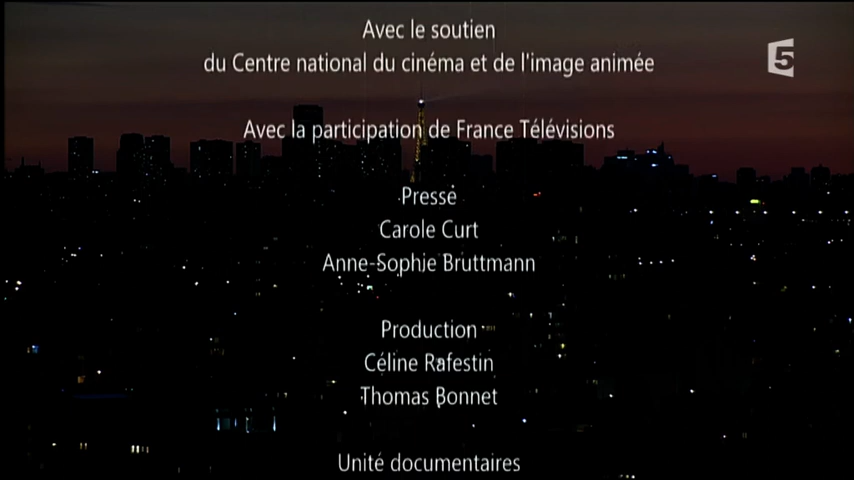 Avec le soutien
du Centre national du cinéma et de l'image animée
5
Avec la participation de France Télévisions
Presse
Carole Curt
Anne-Sophie Bruttmann
Production
Céline Rafestin
Thomas Bonnet
Unité documentaires